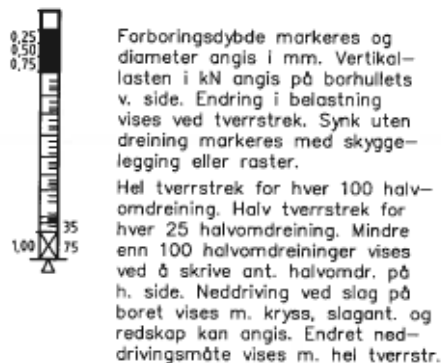 0,25
0,50
0,75
35
1,00 75
Forboringsdybde markeres og
diameter angis i mm. Vertikal–
lasten i kN angis på borhullets
v. side. Endring i belastning
vises ved tverrstrek. Synk uten
dreining markeres med skygge–
legging eller raster.
Hel tverrstrek for hver 100 halv–
omdreining. Halv tverrstrek for
hver 25 halvomdreining. Mindre
enn 100 halvomdreininger vises
ved å skrive ant. halvomdr. på
h. side. Neddriving ved slag på
boret vises m. kryss, slagant. og
redskap kan angis. Endret ned–
drivingsmåte vises m. hel tverrstr.